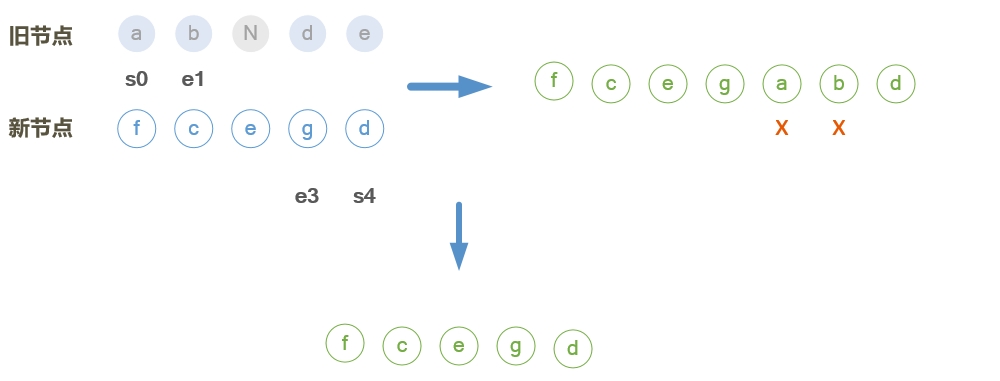 旧节点 a b N d e
s0 e1
f c e g a b d
新节点 f c e g d
X X
e3 s4
f c e g d